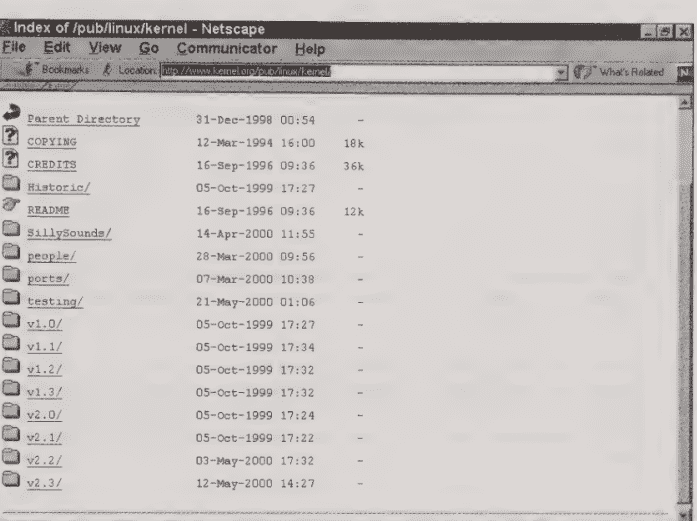 Index of /pub/linux/kernel - Netscape
File Edit View Go Communicator Help
Bookmarks Location: http://www.kernel.org/pub/linux/kernel/ What's Related N
Parent Directory 31-Dec-1998 00:54 -
COPYING 12-Mar-1994 16:00 18k
CREDITS 16-Sep-1996 09:36 36k
Historic/ 05-Oct-1999 17:27 -
README 16-Sep-1996 09:36 12k
SillySounds/ 14-Apr-2000 11:55 -
people/ 28-Mar-2000 09:56 -
ports/ 07-Mar-2000 10:38 -
testing/ 21-May-2000 01:06 -
v1.0/ 05-Oct-1999 17:27 -
v1.1/ 05-Oct-1999 17:34 -
v1.2/ 05-Oct-1999 17:32 -
v1.3/ 05-Oct-1999 17:32 -
v2.0/ 05-Oct-1999 17:24 -
v2.1/ 05-Oct-1999 17:22 -
v2.2/ 03-May-2000 17:32 -
v2.3/ 12-May-2000 14:27 -